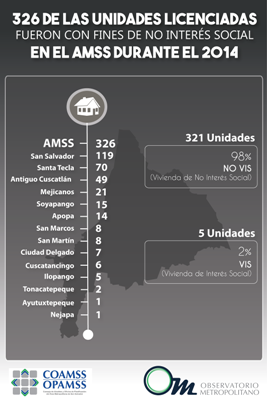 326 DE LAS UNIDADES LICENCIADAS
FUERON CON FINES DE NO INTERÉS SOCIAL
EN EL AMSS DURANTE EL 2014
AMSS 326
San Salvador 119
Santa Tecla 70
Antiguo Cuscatlán 49
Mejicanos 21
Soyapango 15
Apopa 14
San Marcos 8
San Martín 8
Ciudad Delgado 7
Cuscatancingo 6
Ilopango 5
Tonacatepeque 2
Ayutuxtepeque 1
Nejapa 1
321 Unidades
98%
NO VIS
(Vivienda de No Interés Social)
5 Unidades
2%
VIS
(Vivienda de Interés Social)
COAMSS
OPAMSS
Om OBSERVATORIO
METROPOLITANO